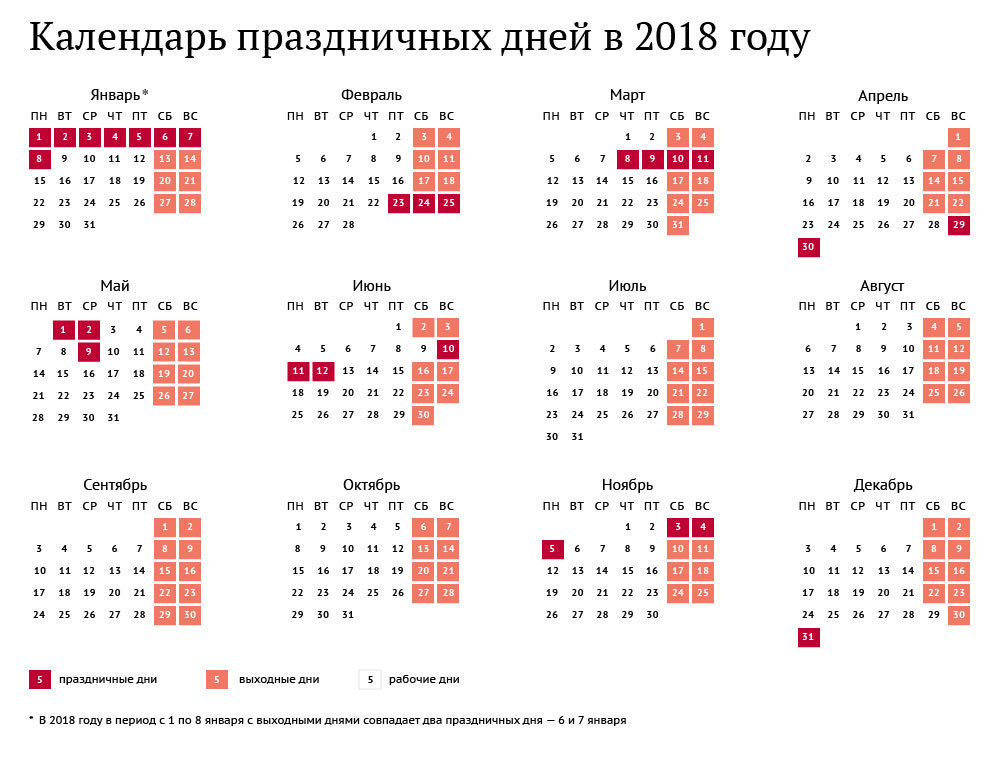 Календарь праздничных дней в 2018 году
Январь*
ПН ВТ СР ЧТ ПТ СБ ВС
1 2 3 4 5 6 7
8 9 10 11 12 13 14
15 16 17 18 19 20 21
22 23 24 25 26 27 28
29 30 31
Февраль
ПН ВТ СР ЧТ ПТ СБ ВС
1 2 3 4
5 6 7 8 9 10 11
12 13 14 15 16 17 18
19 20 21 22 23 24 25
26 27 28
Март
ПН ВТ СР ЧТ ПТ СБ ВС
1 2 3 4
5 6 7 8 9 10 11
12 13 14 15 16 17 18
19 20 21 22 23 24 25
26 27 28 29 30 31
Апрель
ПН ВТ СР ЧТ ПТ СБ ВС
1
2 3 4 5 6 7 8
9 10 11 12 13 14 15
16 17 18 19 20 21 22
23 24 25 26 27 28 29
30
Май
ПН ВТ СР ЧТ ПТ СБ ВС
1 2 3 4 5 6
7 8 9 10 11 12 13
14 15 16 17 18 19 20
21 22 23 24 25 26 27
28 29 30 31
Июнь
ПН ВТ СР ЧТ ПТ СБ ВС
1 2 3
4 5 6 7 8 9 10
11 12 13 14 15 16 17
18 19 20 21 22 23 24
25 26 27 28 29 30
Июль
ПН ВТ СР ЧТ ПТ СБ ВС
1
2 3 4 5 6 7 8
9 10 11 12 13 14 15
16 17 18 19 20 21 22
23 24 25 26 27 28 29
30 31
Август
ПН ВТ СР ЧТ ПТ СБ ВС
1 2 3 4 5
6 7 8 9 10 11 12
13 14 15 16 17 18 19
20 21 22 23 24 25 26
27 28 29 30 31
Сентябрь
ПН ВТ СР ЧТ ПТ СБ ВС
1 2
3 4 5 6 7 8 9
10 11 12 13 14 15 16
17 18 19 20 21 22 23
24 25 26 27 28 29 30
Октябрь
ПН ВТ СР ЧТ ПТ СБ ВС
1 2 3 4 5 6 7
8 9 10 11 12 13 14
15 16 17 18 19 20 21
22 23 24 25 26 27 28
29 30 31
Ноябрь
ПН ВТ СР ЧТ ПТ СБ ВС
1 2 3 4
5 6 7 8 9 10 11
12 13 14 15 16 17 18
19 20 21 22 23 24 25
26 27 28 29 30
Декабрь
ПН ВТ СР ЧТ ПТ СБ ВС
1 2
3 4 5 6 7 8 9
10 11 12 13 14 15 16
17 18 19 20 21 22 23
24 25 26 27 28 29 30
31
5 праздничные дни 5 выходные дни 5 рабочие дни
* В 2018 году в период с 1 по 8 января с выходными днями совпадает два праздничных дня — 6 и 7 января